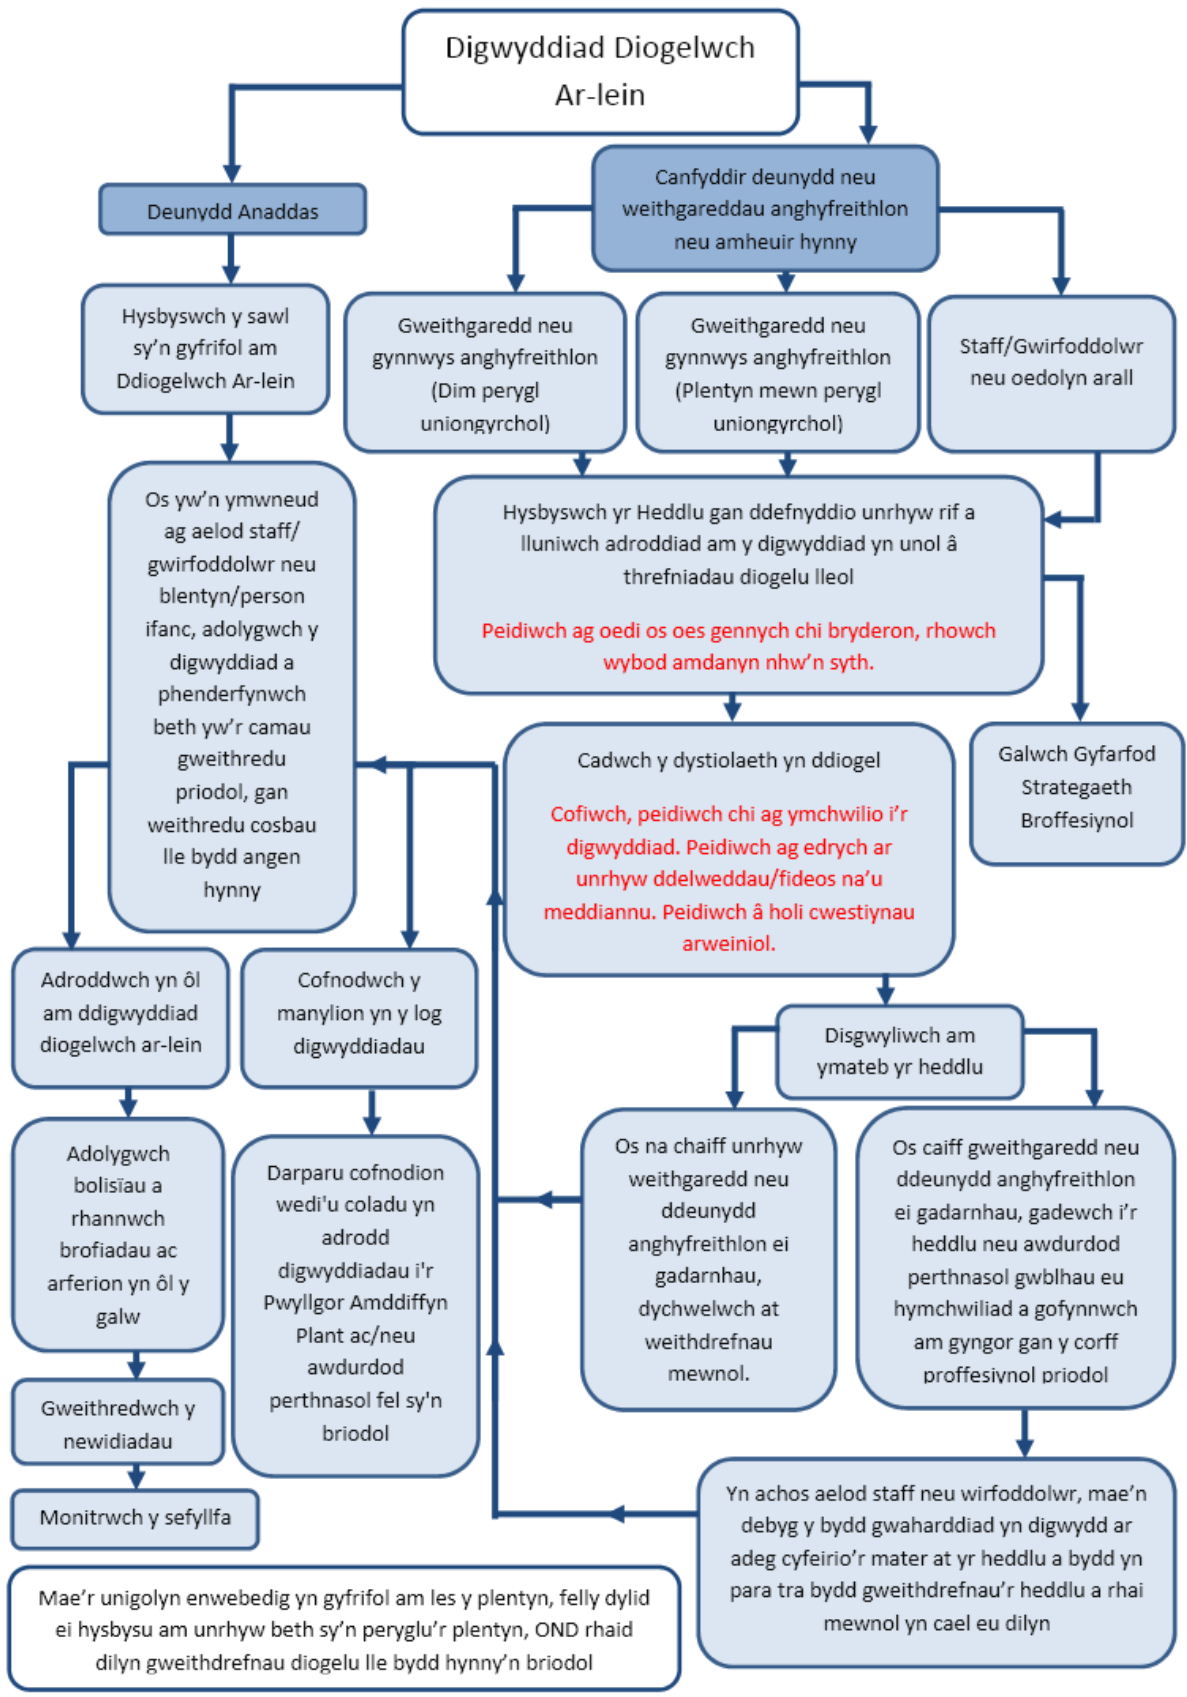 Digwyddiad Diogelwch
Ar-lein
Deunydd Anaddas
Hysbyswch y sawl
sy'n gyfrifol am
Ddiogelwch Ar-lein
Os yw'n ymwneud
ag aelod staff/
gwirfoddolwr neu
blentyn/person
ifanc, adolygwch y
digwyddiad a
phenderfynwch
beth yw'r camau
gweithredu
priodol, gan
weithredu cosbau
lle bydd angen
hynny
Adroddwch yn ôl
am ddigwyddiad
diogelwch ar-lein
Adolygwch
bolisïau a
rhannwch
brofiadau ac
arferion yn ôl y
galw
Gweithredwch y
newidiadau
Monitrwch y sefyllfa
Cofnodwch y
manylion yn y log
digwyddiadau
Darparu cofnodion
wedi'u coladu yn
adrodd
digwyddiadau i'r
Pwyllgor Amddiffyn
Plant ac/neu
awdurdod
perthnasol fel sy'n
briodol
Canfyddir deunydd neu
weithgareddau anghyfreithlon
neu amheuir hynny
Gweithgaredd neu
gynnwys anghyfreithlon
(Dim perygl
uniongyrchol)
Gweithgaredd neu
gynnwys anghyfreithlon
(Plentyn mewn perygl
uniongyrchol)
Staff/Gwirfoddolwr
neu oedolyn arall
Hysbyswch yr Heddlu gan ddefnyddio unrhyw rif a
lluniwch adroddiad am y digwyddiad yn unol â
threfniadau diogelu lleol
Peidiwch ag oedi os oes gennych chi bryderon, rhowch
wybod amdanyn nhw'n syth.
Galwch Gyfarfod
Strategaeth
Broffesiynol
Cadwch y dystiolaeth yn ddiogel
Cofiwch, peidiwch chi ag ymchwilio i'r
digwyddiad. Peidiwch ag edrych ar
unrhyw ddelweddau/fideos na'u
meddiannu. Peidiwch â holi cwestiynau
arweiniol.
Disgwyliwch am
ymateb yr heddlu
Os na chaiff unrhyw
weithgaredd neu
ddeunydd
anghyfreithlon ei
gadarnhau,
dychwelwch at
weithdrefnau
mewnol.
Os caiff gweithgaredd neu
ddeunydd anghyfreithlon
ei gadarnhau, gadewch i'r
heddlu neu awdurdod
perthnasol gwblhau eu
hymchwiliad a gofynnwch
am gyngor gan y corff
proffesiynol priodol
Yn achos aelod staff neu wirfoddolwr, mae'n
debyg y bydd gwaharddiad yn digwydd ar
adeg cyfeirio'r mater at yr heddlu a bydd yn
para tra bydd gweithdrefnau'r heddlu a rhai
mewnol yn cael eu dilyn
Mae'r unigolyn enwebedig yn gyfrifol am les y plentyn, felly dylid
ei hysbysu am unrhyw beth sy'n peryglu'r plentyn, OND rhaid
dilyn gweithdrefnau diogelu lle bydd hynny'n briodol